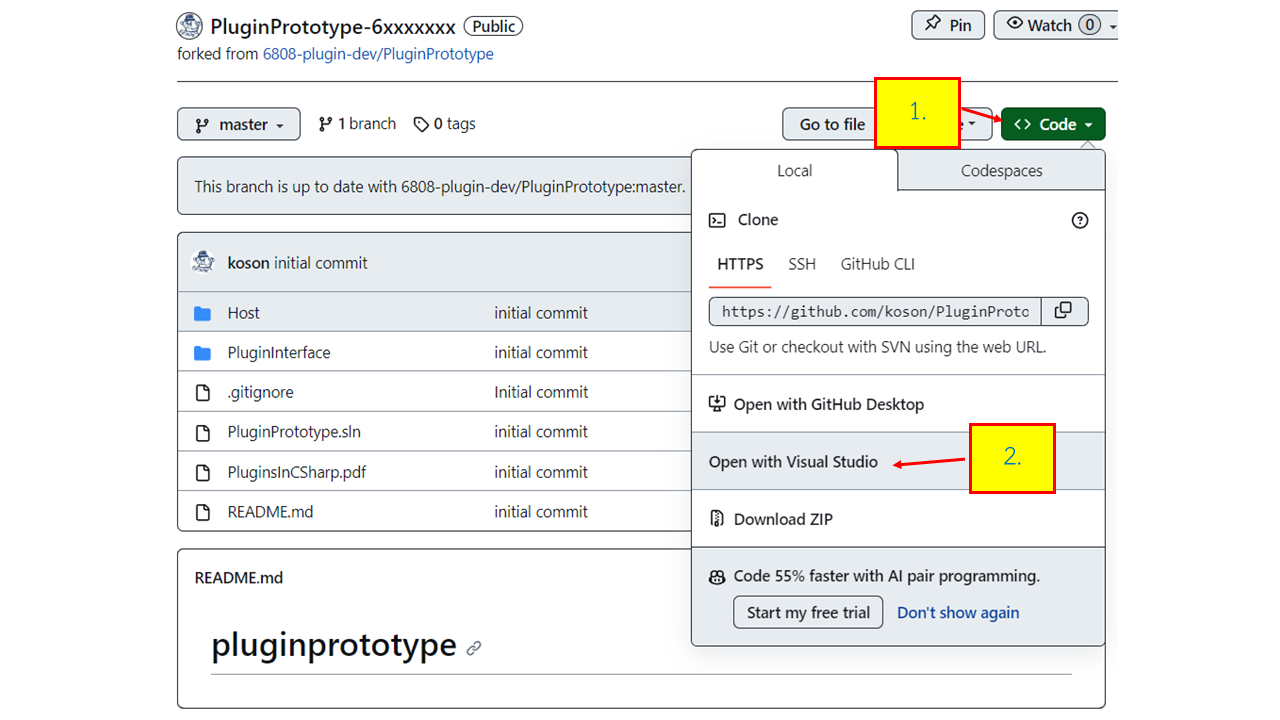 PluginPrototype-6xxxxxxx Public
Pin
Watch 0
forked from 6808-plugin-dev/PluginPrototype
master
1 branch
0 tags
Go to file
1.
Code
This branch is up to date with 6808-plugin-dev/PluginPrototype:master.
koson initial commit
Host initial commit
PluginInterface initial commit
.gitignore Initial commit
PluginPrototype.sln initial commit
PluginsInCSharp.pdf initial commit
README.md initial commit
Local
Codespaces
Clone
HTTPS SSH GitHub CLI
https://github.com/koson/PluginProto
Use Git or checkout with SVN using the web URL.
Open with GitHub Desktop
Open with Visual Studio
2.
Download ZIP
Code 55% faster with AI pair programming.
Start my free trial
Don't show again
README.md
pluginprototype